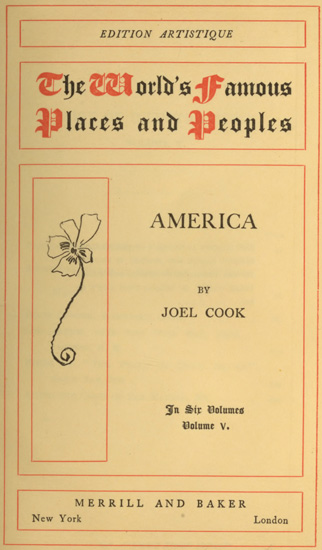 EDITION ARTISTIQUE
The World's Famous
Places and Peoples
AMERICA
BY
JOEL COOK
In Six Volumes
Volume V.
MERRILL AND BAKER
New York London